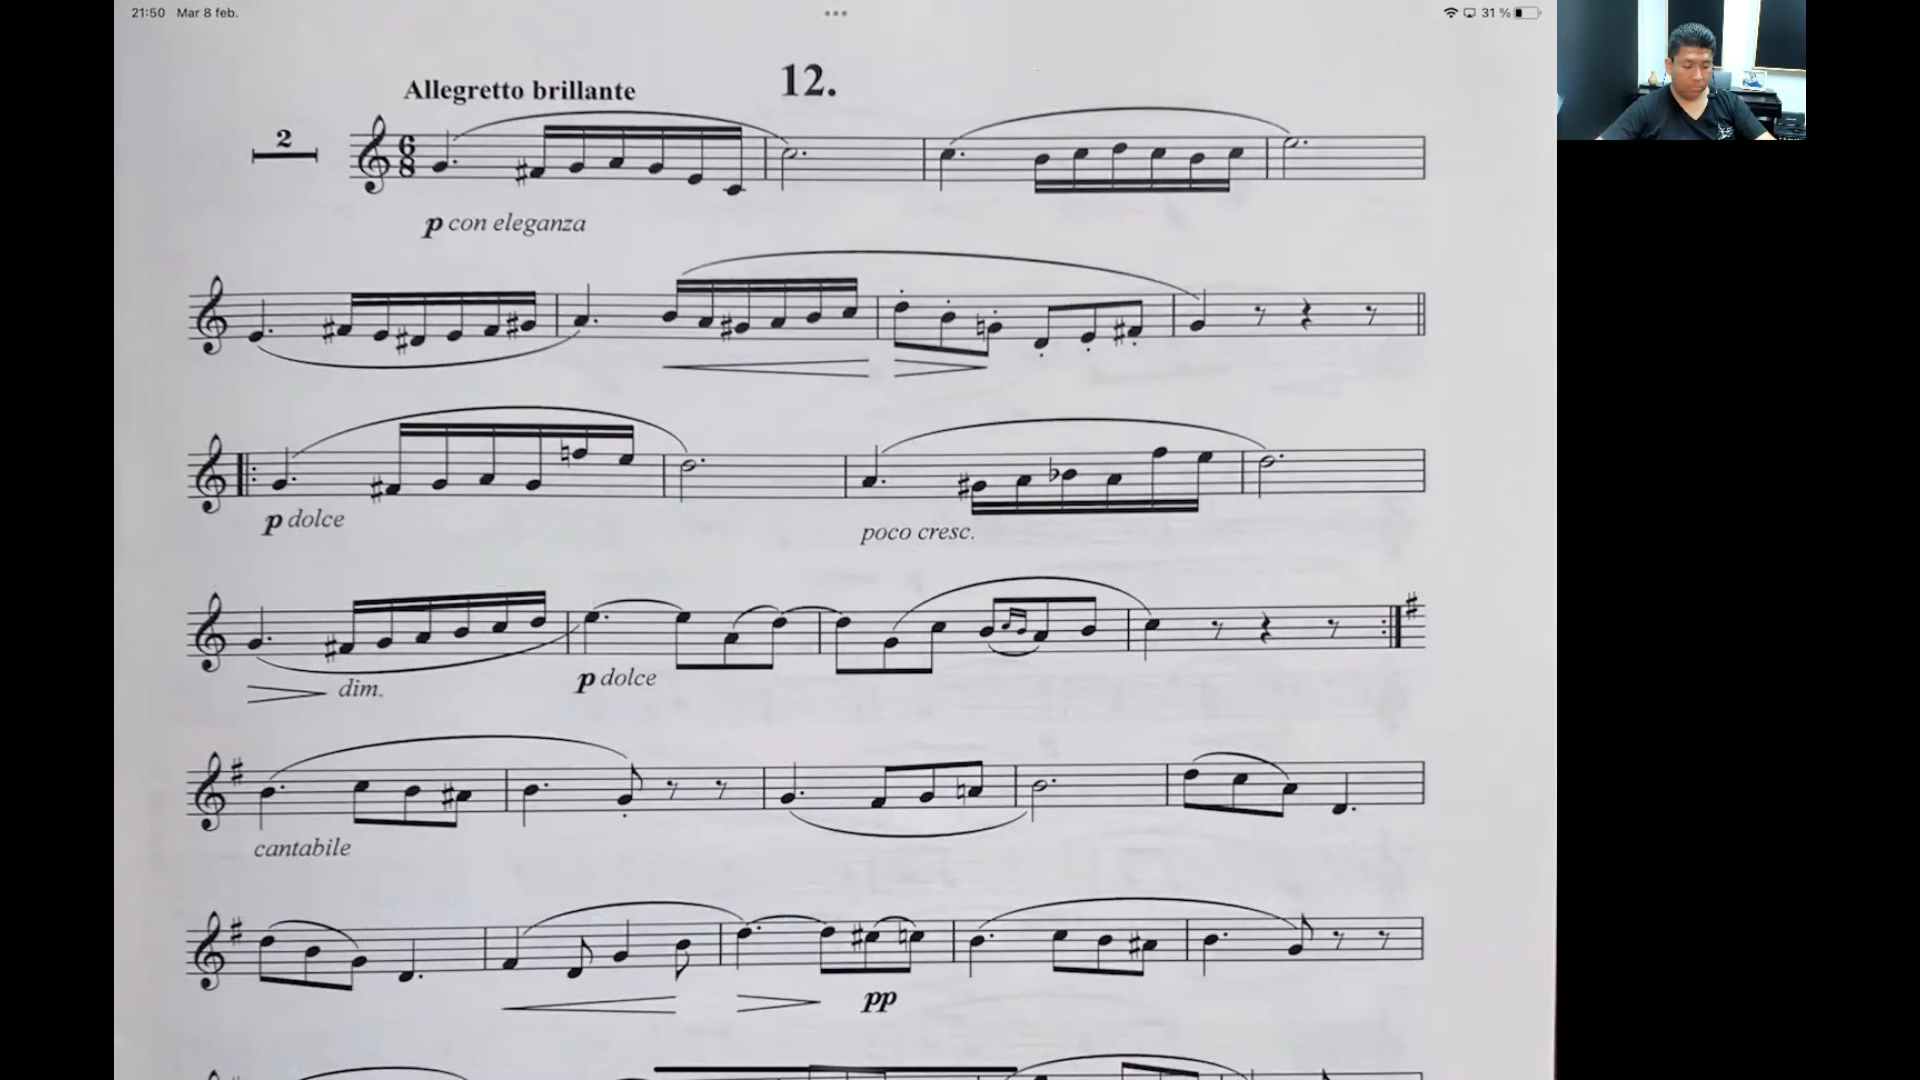 21:50 Mar 8 feb.
31 %
12.
Allegretto brillante
2
6
8
p con eleganza
p dolce
poco cresc.
dim.
p dolce
cantabile
pp